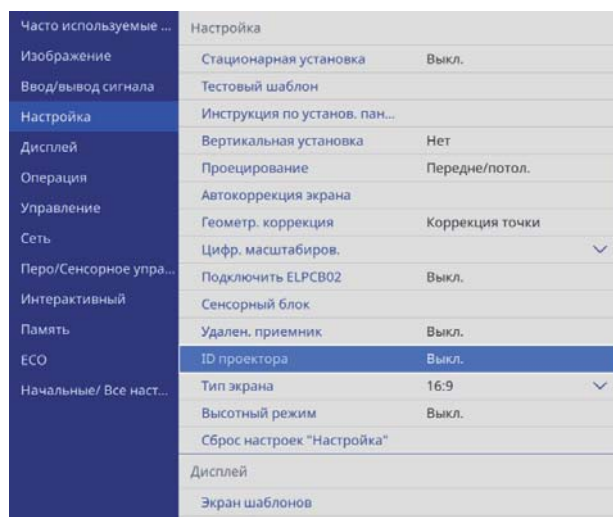 Часто используемые ...
Изображение
Ввод/вывод сигнала
Настройка
Дисплей
Операция
Управление
Сеть
Перо/Сенсорное упра...
Интерактивный
Память
ECO
Начальные/ Все наст...
Настройка
Стационарная установка Выкл.
Тестовый шаблон
Инструкция по установ. пан...
Вертикальная установка Нет
Проецирование Передне/потол.
Автокоррекция экрана
Геометр. коррекция Коррекция точки
Цифр. масштабиров.
Подключить ELPCB02 Выкл.
Сенсорный блок
Удален. приемник Выкл.
ID проектора Выкл.
Тип экрана 16:9
Высотный режим Выкл.
Сброс настроек "Настройка"
Дисплей
Экран шаблонов